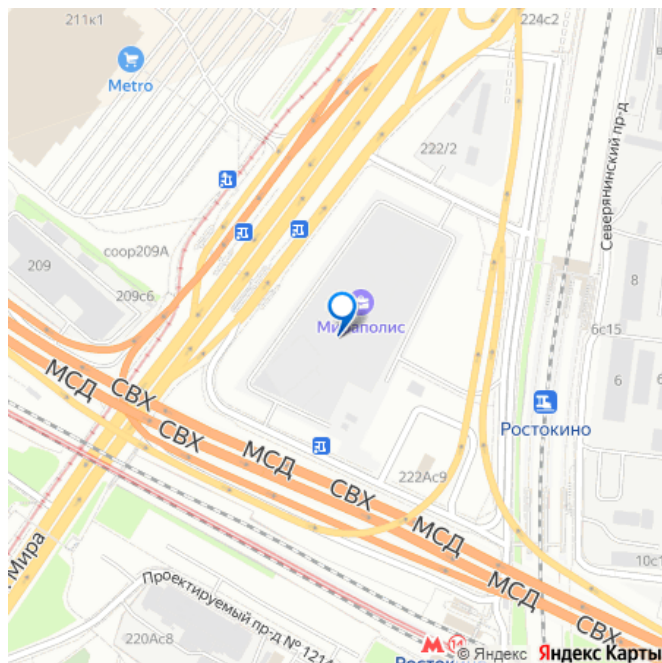 211к1
224с2
Metro
222/2
Северянинский пр-д
соор209А
209
209с6
8
Мираполис
6с15
6
МСД
СВХ
Ростокино
СВХ
МСД
222Ас9
СВХ
МСД
Мира
МСД
СВХ
Проектируемый пр-д № 1214
220Ас8
14
© Яндекс Яндекс Карты